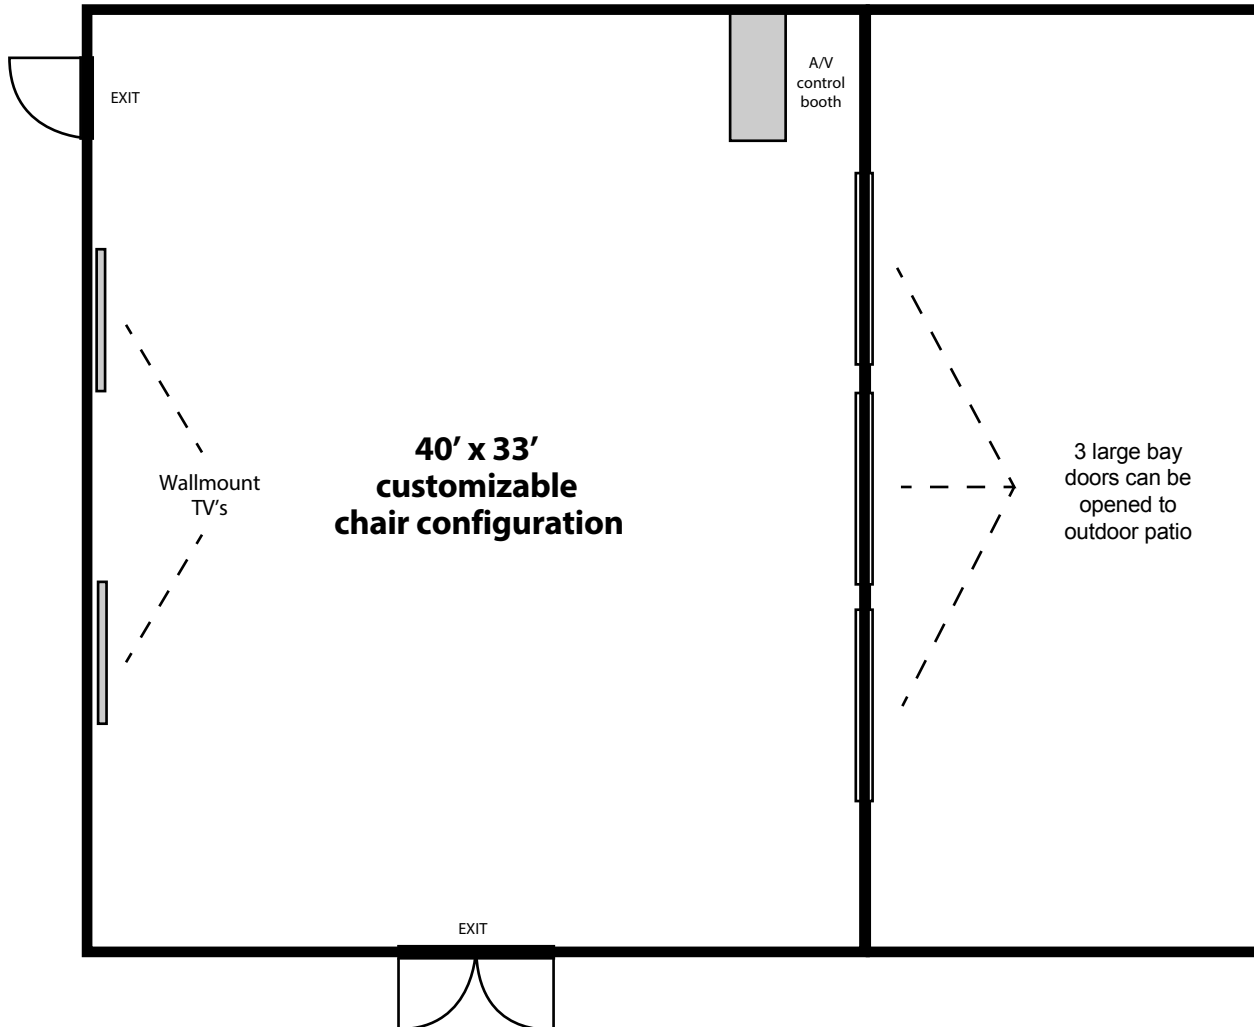 A/V
control
booth
EXIT
40’ x 33’
customizable
chair configuration
Wallmount
TV’s
3 large bay
doors can be
opened to
outdoor patio
EXIT